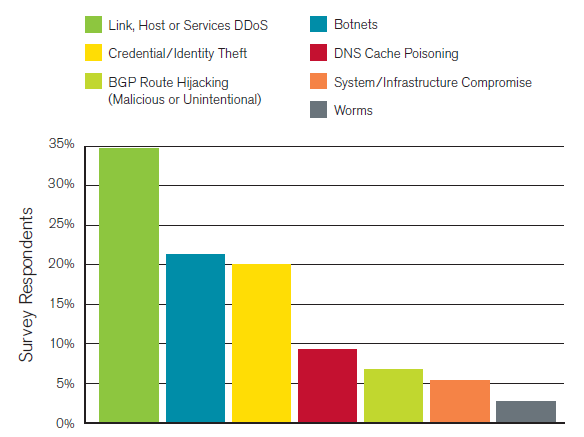 Link, Host or Services DDoS
Credential/Identity Theft
BGP Route Hijacking
(Malicious or Unintentional)
Botnets
DNS Cache Poisoning
System/Infrastructure Compromise
Worms
35%
30%
25%
20%
15%
10%
5%
0%
Survey Respondents